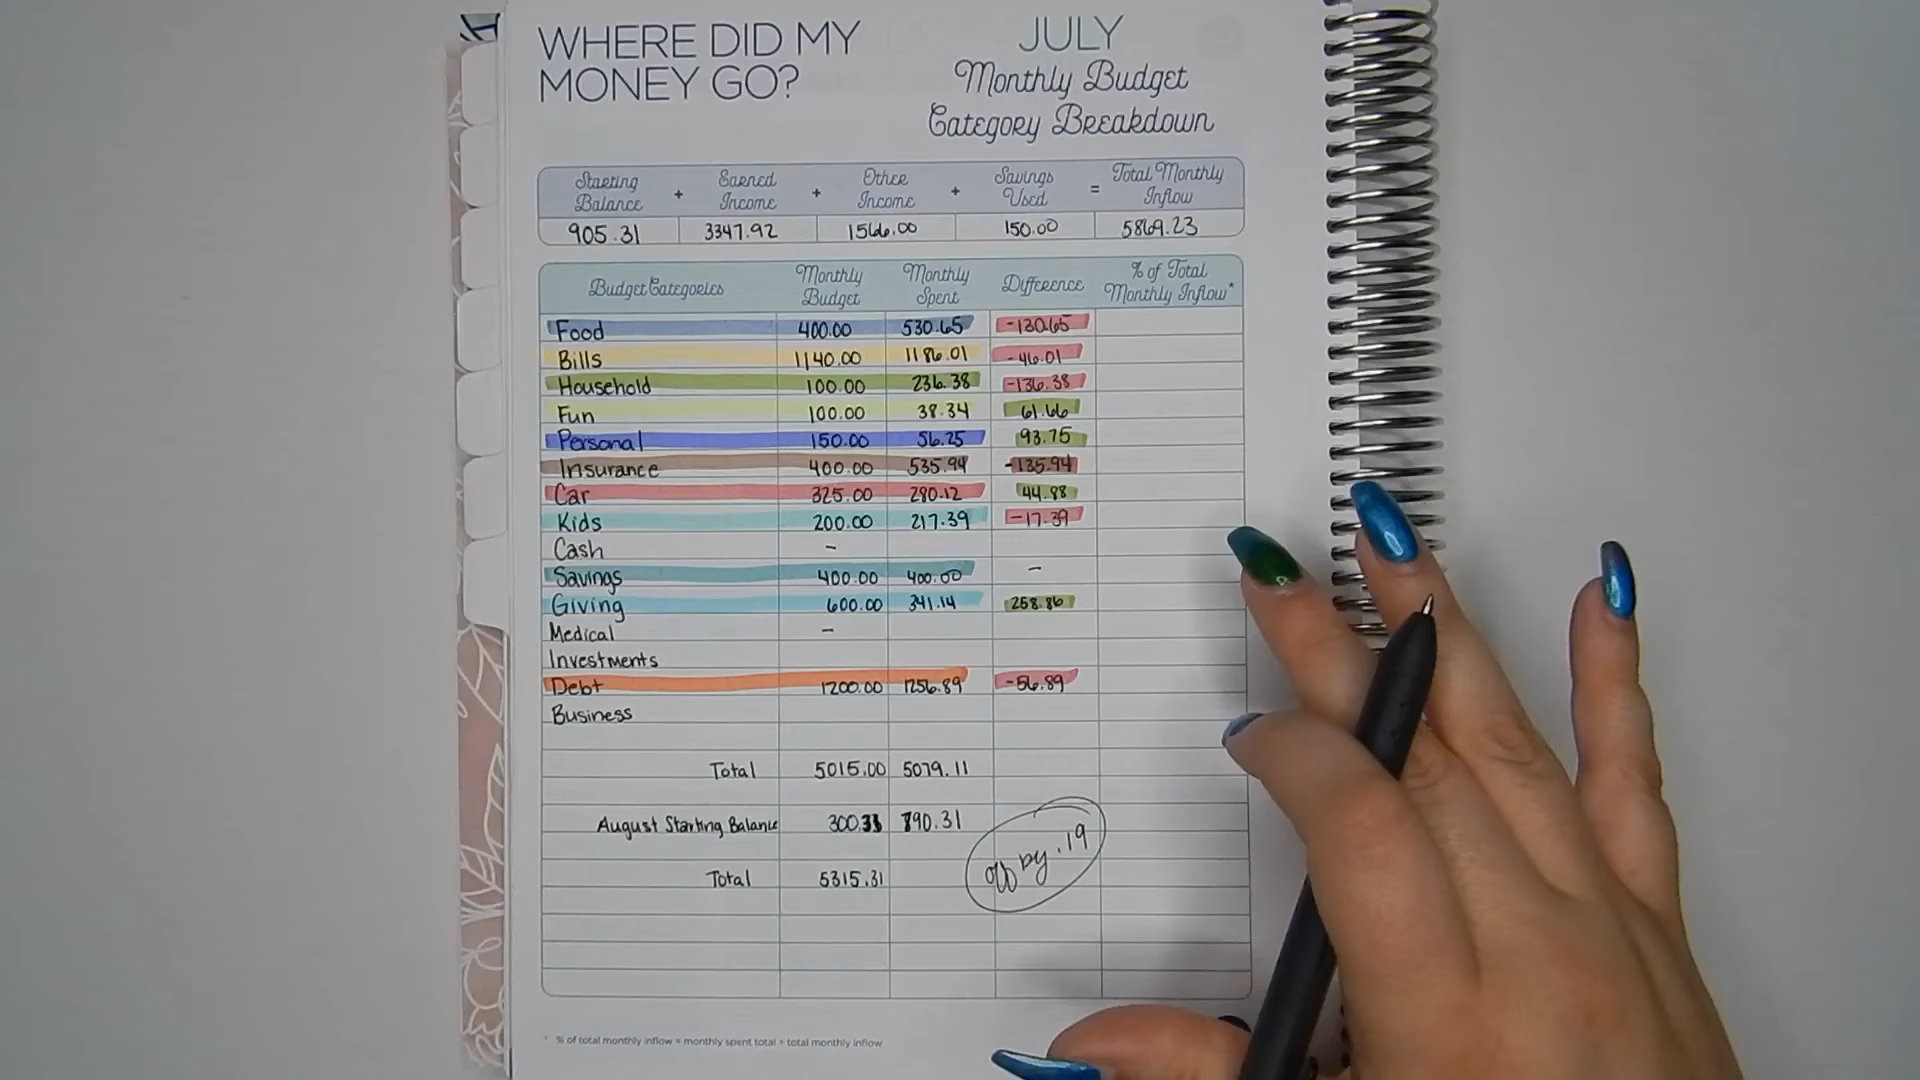 WHERE DID MY
MONEY GO?
JULY
Monthly Budget
Category Breakdown
Starting Balance + Earned Income + Other Income + Savings Used = Total Monthly Inflow
905.31 3347.92 1566.00 150.00 5869.23
Budget Categories Monthly Budget Monthly Spent Difference % of Total Monthly Inflow*
Food 400.00 530.65 -130.65
Bills 1140.00 1186.01 -46.01
Household 100.00 236.38 -136.38
Fun 100.00 38.34 61.66
Personal 150.00 56.25 93.75
Insurance 400.00 535.94 -135.94
Car 325.00 280.12 44.88
Kids 200.00 217.39 -17.39
Cash -
Savings 400.00 400.00 -
Giving 600.00 341.14 258.86
Medical -
Investments
Debt 1200.00 1256.89 -56.89
Business
Total 5015.00 5079.11
August Starting Balance 300.31 790.31
off by .19
Total 5315.31
* % of total monthly inflow = monthly spent total ÷ total monthly inflow